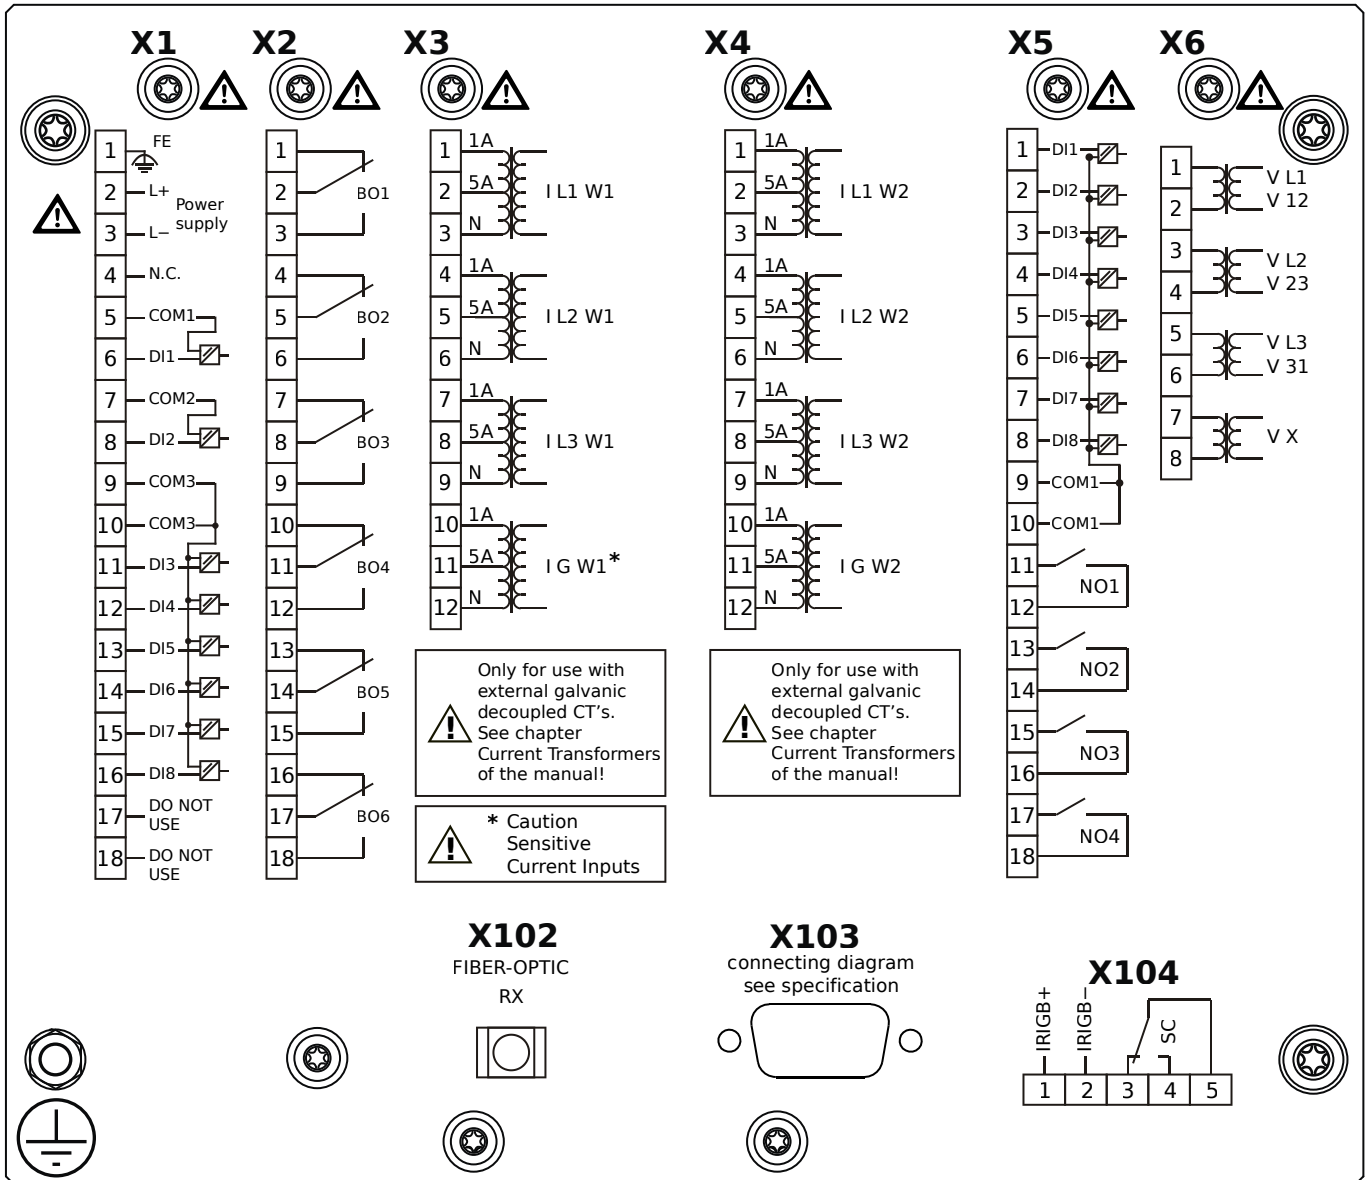 X1 X2 X3 X4 X5 X6
1 FE
2 L+
Power
supply
3 L−
4 N.C.
5 COM1
6 DI1
7 COM2
8 DI2
9 COM3
10 COM3
11 DI3
12 DI4
13 DI5
14 DI6
15 DI7
16 DI8
17 DO NOT
USE
18 DO NOT
USE
1
2 BO1
3
4
5 BO2
6
7
8 BO3
9
10
11 BO4
12
13
14 BO5
15
16
17 BO6
18
1 1A
2 5A I L1 W1
3 N
4 1A
5 5A I L2 W1
6 N
7 1A
8 5A I L3 W1
9 N
10 1A
11 5A I G W1*
12 N
Only for use with
external galvanic
decoupled CT's.
See chapter
Current Transformers
of the manual!
* Caution
Sensitive
Current Inputs
1 1A
2 5A I L1 W2
3 N
4 1A
5 5A I L2 W2
6 N
7 1A
8 5A I L3 W2
9 N
10 1A
11 5A I G W2
12 N
Only for use with
external galvanic
decoupled CT's.
See chapter
Current Transformers
of the manual!
1 DI1
2 DI2
3 DI3
4 DI4
5 DI5
6 DI6
7 DI7
8 DI8
9 COM1
10 COM1
11
NO1
12
13
NO2
14
15
NO3
16
17
NO4
18
1 V L1
2 V 12
3 V L2
4 V 23
5 V L3
6 V 31
7
V X
8
X102
FIBER-OPTIC
RX
X103
connecting diagram
see specification
X104
IRIGB+
IRIGB−
SC
1 2 3 4 5